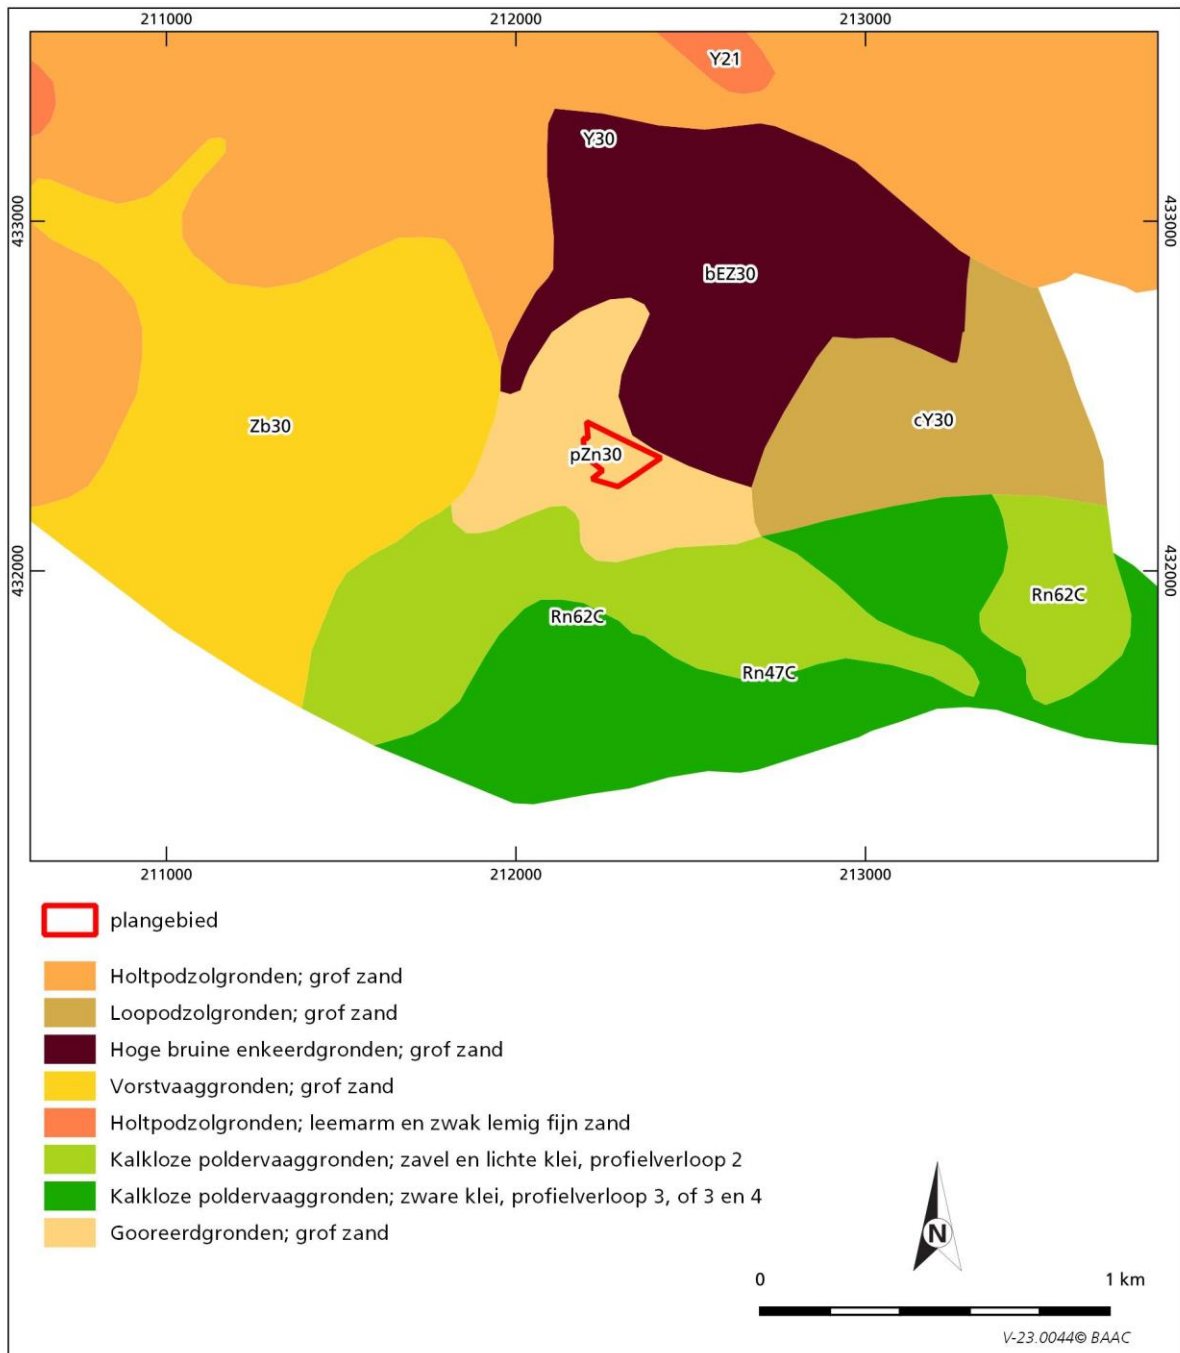 211000 212000 213000
Y21
Y30
433000 433000
bEZ30
Zb30 cY30
pZn30
432000 432000
Rn62C
Rn62C
Rn47C
211000 212000 213000
plangebied
Holtpodzolgronden; grof zand
Loopodzolgronden; grof zand
Hoge bruine enkeerdgronden; grof zand
Vorstvaaggronden; grof zand
Holtpodzolgronden; leemarm en zwak lemig fijn zand
Kalkloze poldervaaggronden; zavel en lichte klei, profielverloop 2
Kalkloze poldervaaggronden; zware klei, profielverloop 3, of 3 en 4
Gooreerdgronden; grof zand
N
0 1 km
V-23.0044© BAAC